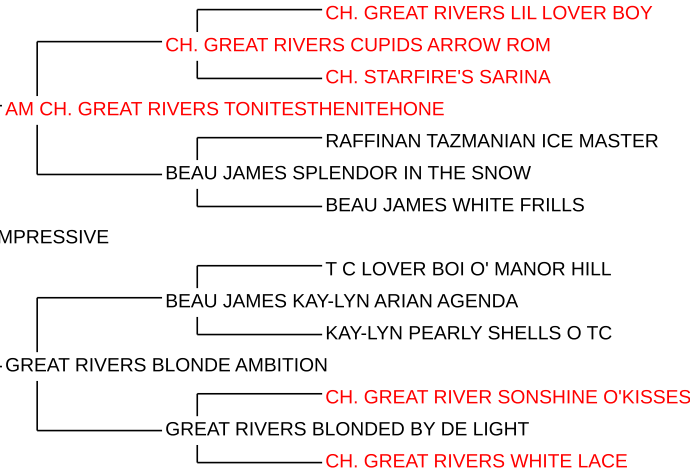 CH. GREAT RIVERS LIL LOVER BOY
CH. GREAT RIVERS CUPIDS ARROW ROM
CH. STARFIRE'S SARINA
AM CH. GREAT RIVERS TONITESTHENITEHONE
RAFFINAN TAZMANIAN ICE MASTER
BEAU JAMES SPLENDOR IN THE SNOW
BEAU JAMES WHITE FRILLS
MPRESSIVE
T C LOVER BOI O' MANOR HILL
BEAU JAMES KAY-LYN ARIAN AGENDA
KAY-LYN PEARLY SHELLS O TC
GREAT RIVERS BLONDE AMBITION
CH. GREAT RIVER SONSHINE O'KISSES
GREAT RIVERS BLONDED BY DE LIGHT
CH. GREAT RIVERS WHITE LACE